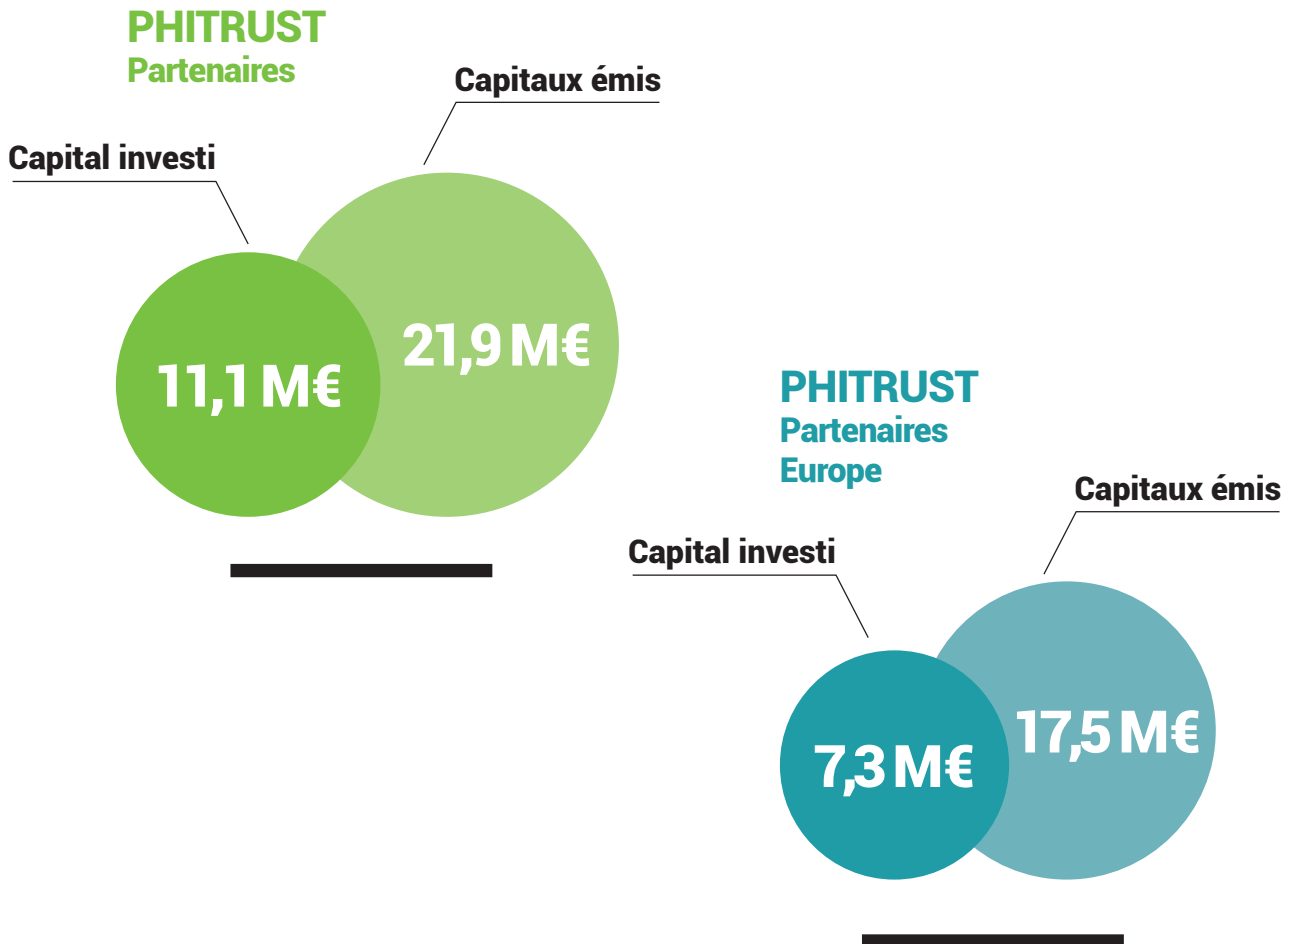 PHITRUST
Partenaires
Capitaux émis
Capital investi
21,9 M€
11,1 M€
PHITRUST
Partenaires
Europe
Capitaux émis
Capital investi
17,5 M€
7,3 M€